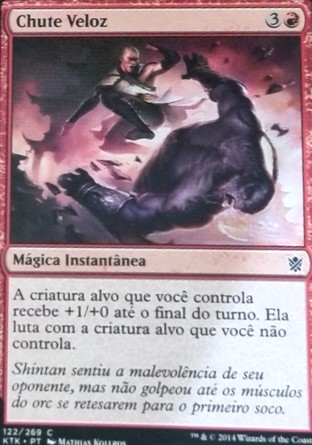 Chute Veloz 3
Mágica Instantânea
A criatura alvo que você controla
recebe +1/+0 até o final do turno. Ela
luta com a criatura alvo que você não
controla.
Shintan sentiu a malevolência de seu
oponente, mas não golpeou até os músculos
do orc se retesarem para o primeiro soco.
122/269 C
KTK • PT Mathias Kollros
™ & © 2014 Wizards of the Coast